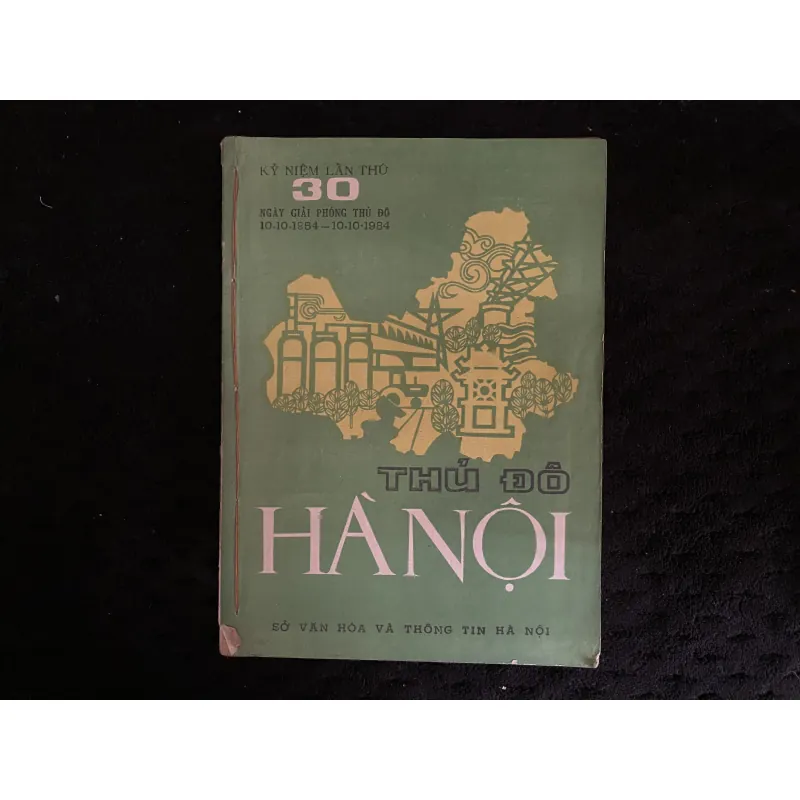 KỶ NIỆM LẦN THỨ
30
NGÀY GIẢI PHÓNG THỦ ĐÔ
10-10-1954 — 10-10-1984
THỦ ĐÔ
HÀ NỘI
SỞ VĂN HÓA VÀ THÔNG TIN HÀ NỘI